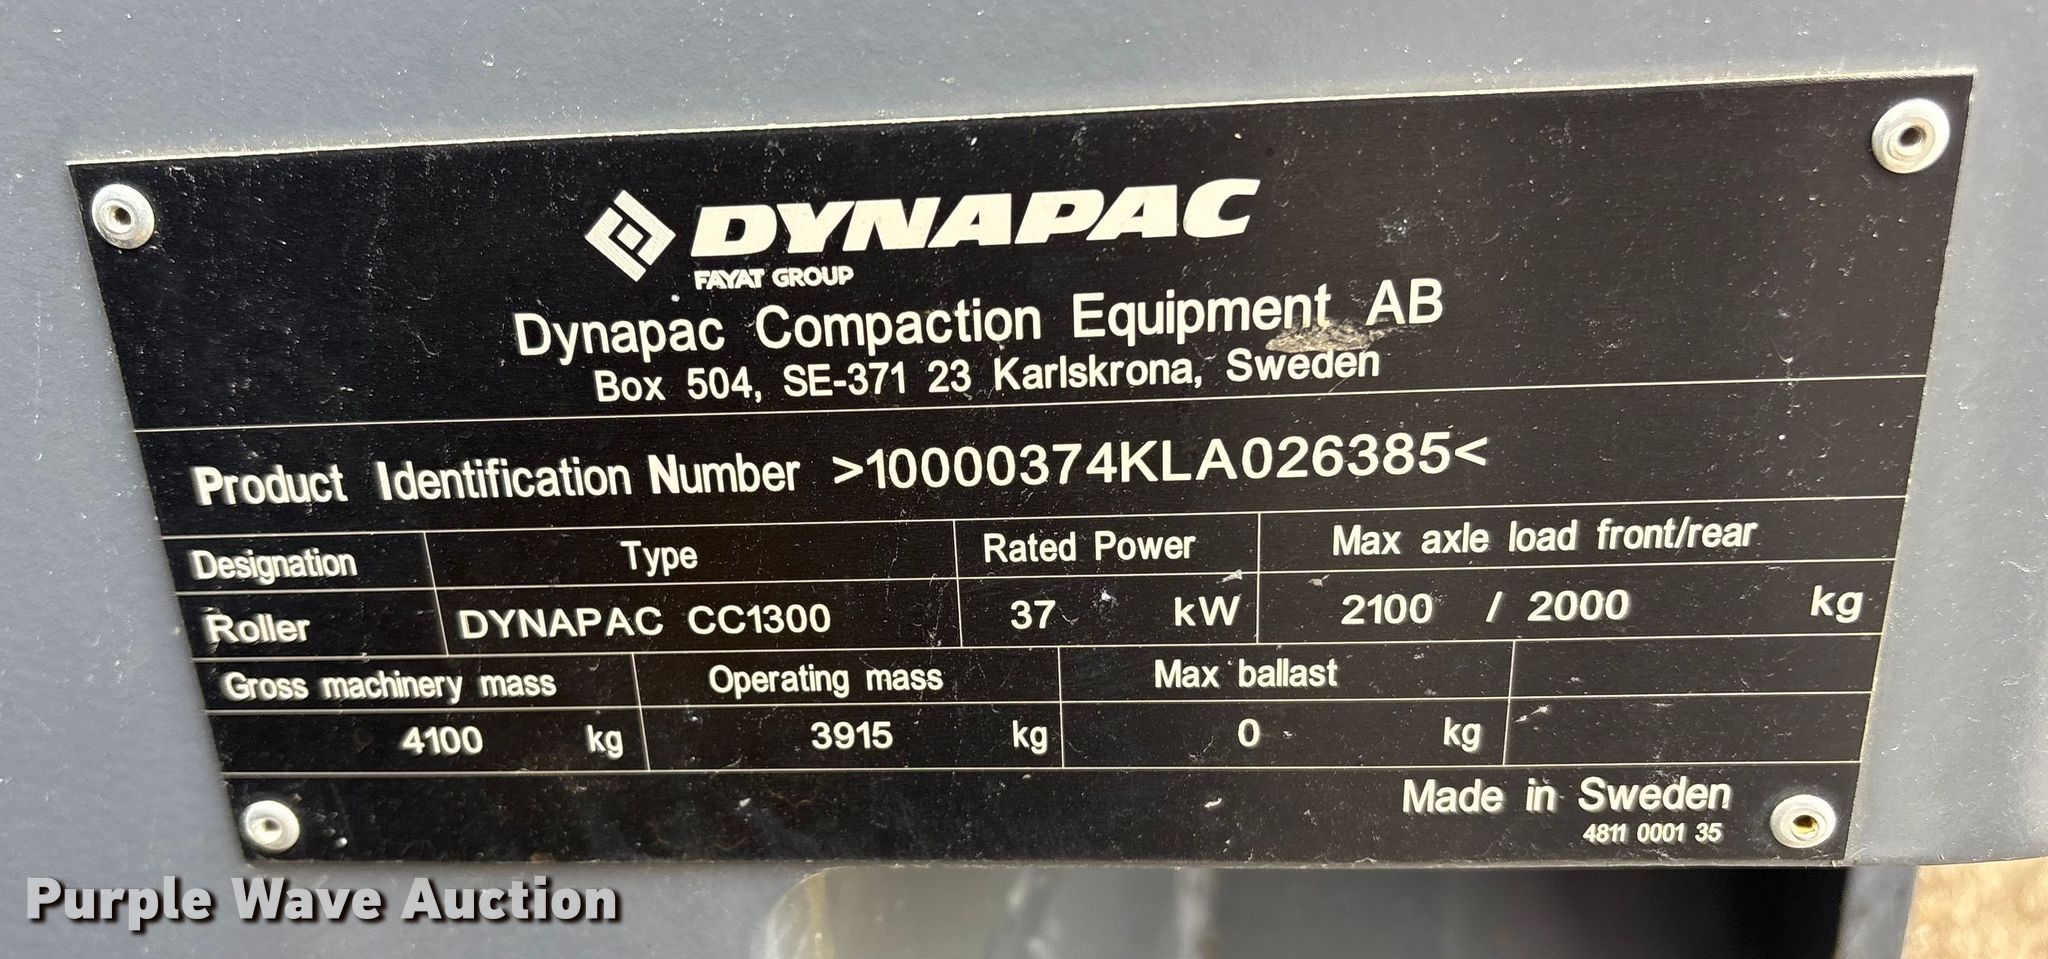 DYNAPAC
FAYAT GROUP
Dynapac Compaction Equipment AB
Box 504, SE-371 23 Karlskrona, Sweden
Product Identification Number >10000374KLA026385<
Designation Type Rated Power Max axle load front/rear
Roller DYNAPAC CC1300 37 kW 2100 / 2000 kg
Gross machinery mass Operating mass Max ballast
4100 kg 3915 kg 0 kg
Made in Sweden
4811 0001 35
Purple Wave Auction